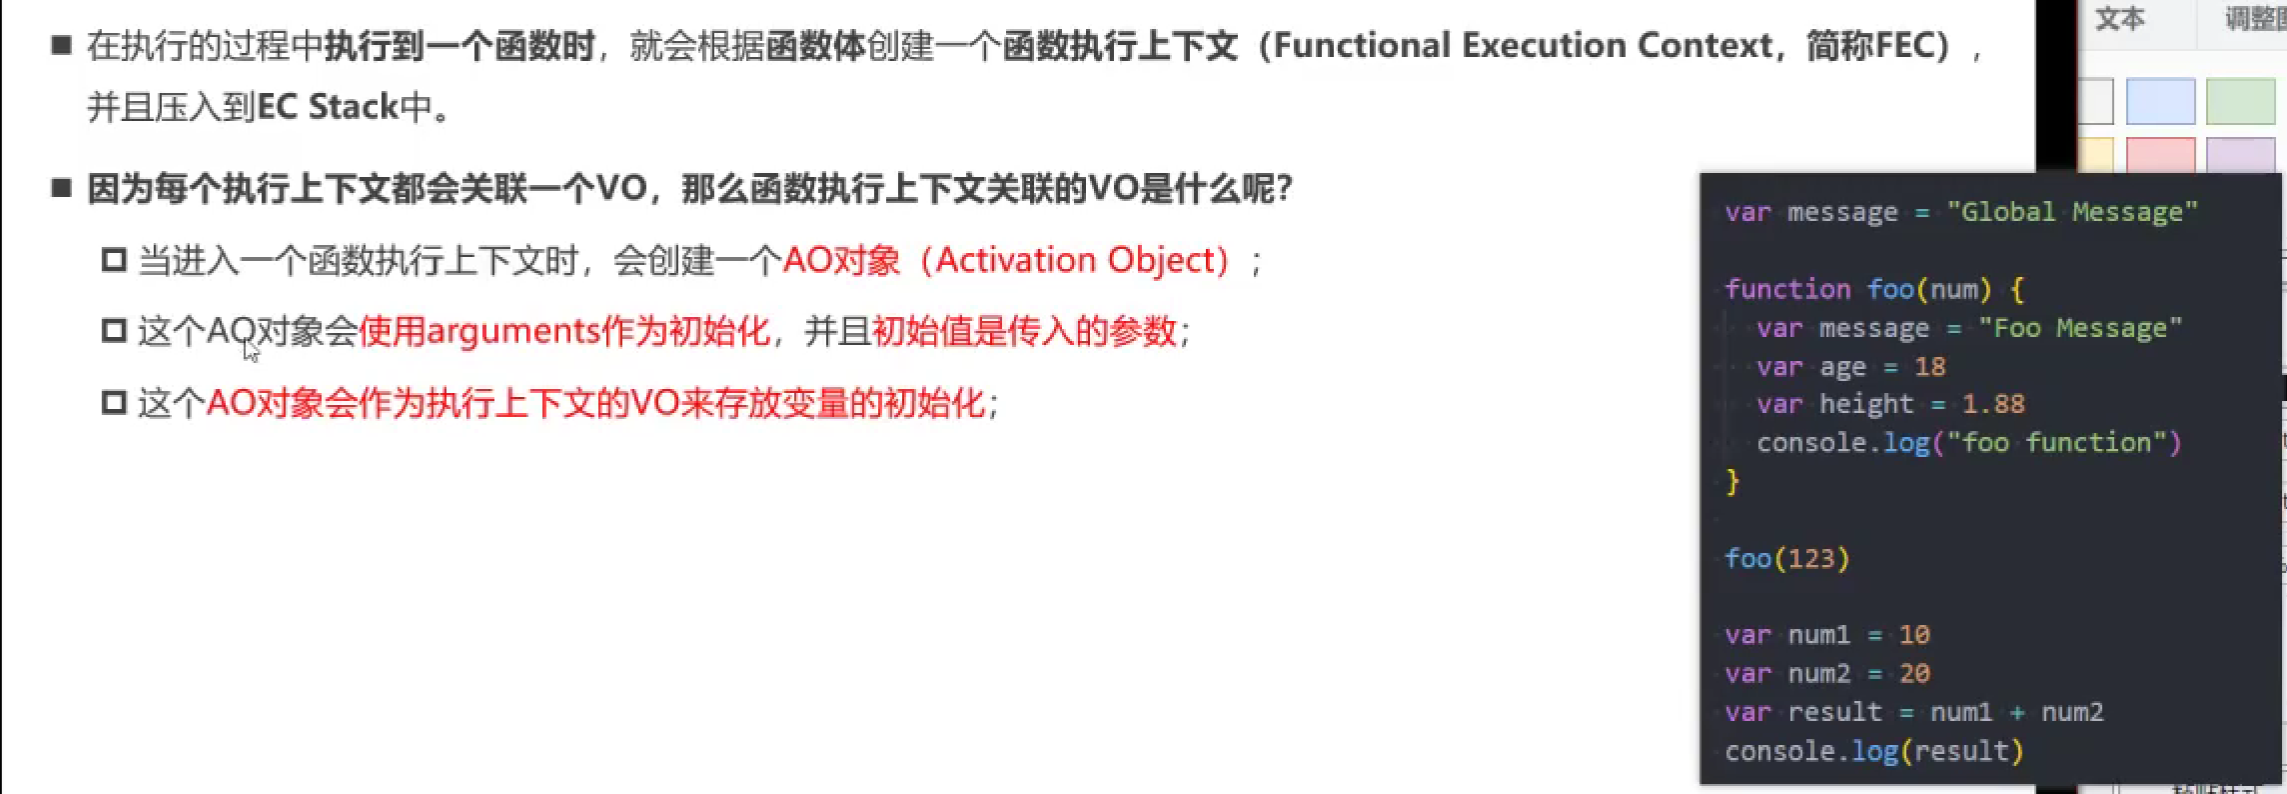 在执行的过程中执行到一个函数时，就会根据函数体创建一个函数执行上下文（Functional Execution Context，简称FEC），
并且压入到EC Stack中。
因为每个执行上下文都会关联一个VO，那么函数执行上下文关联的VO是什么呢？
当进入一个函数执行上下文时，会创建一个AO对象（Activation Object）；
这个AO对象会使用arguments作为初始化，并且初始值是传入的参数；
这个AO对象会作为执行上下文的VO来存放变量的初始化；
文本
调整
var message = "Global Message"
function foo(num) {
var message = "Foo Message"
var age = 18
var height = 1.88
console.log("foo function")
}
foo(123)
var num1 = 10
var num2 = 20
var result = num1 + num2
console.log(result)